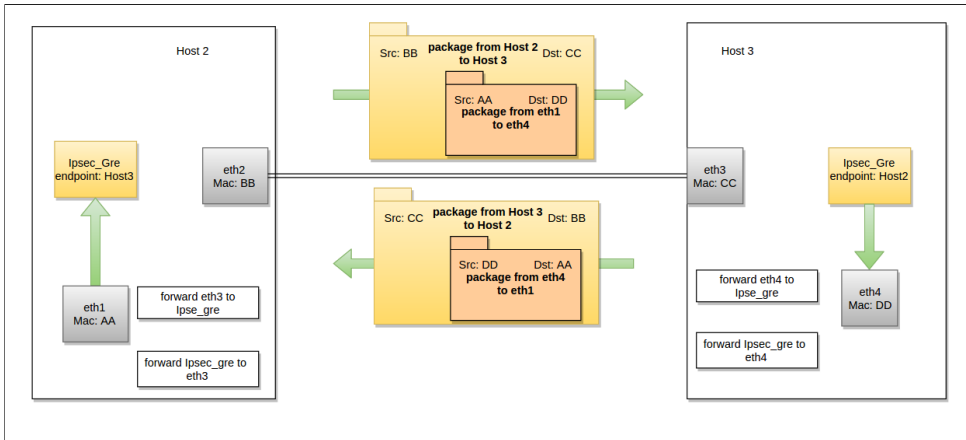 Host 2
Ipsec_Gre
endpoint: Host3
eth2
Mac: BB
eth1
Mac: AA
forward eth3 to
Ipse_gre
forward Ipsec_gre to
eth3
package from Host 2
to Host 3
Src: BB
Dst: CC
Src: AA
Dst: DD
package from eth1
to eth4
package from Host 3
to Host 2
Src: CC
Dst: BB
Src: DD
Dst: AA
package from eth4
to eth1
Host 3
eth3
Mac: CC
Ipsec_Gre
endpoint: Host2
forward eth4 to
Ipse_gre
eth4
Mac: DD
forward Ipsec_gre to
eth4